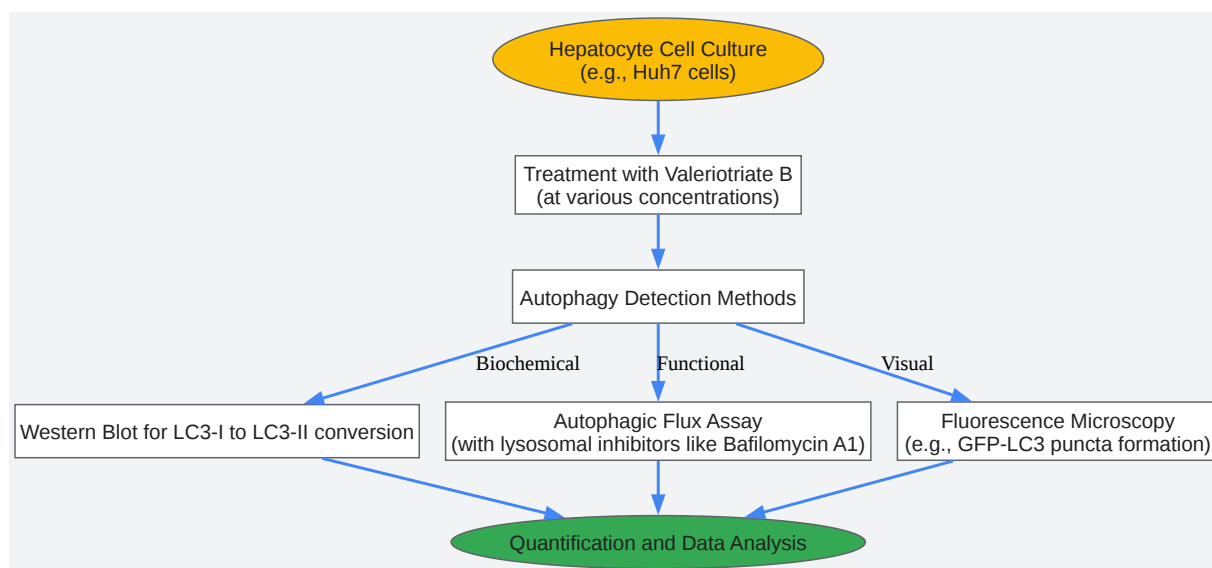 Hepatocyte Cell Culture
(e.g., Huh7 cells)
Treatment with Valeriotriate B
(at various concentrations)
Autophagy Detection Methods
Biochemical
Functional
Visual
Western Blot for LC3-I to LC3-II conversion
Autophagic Flux Assay
(with lysosomal inhibitors like Bafilomycin A1)
Fluorescence Microscopy
(e.g., GFP-LC3 puncta formation)
Quantification and Data Analysis